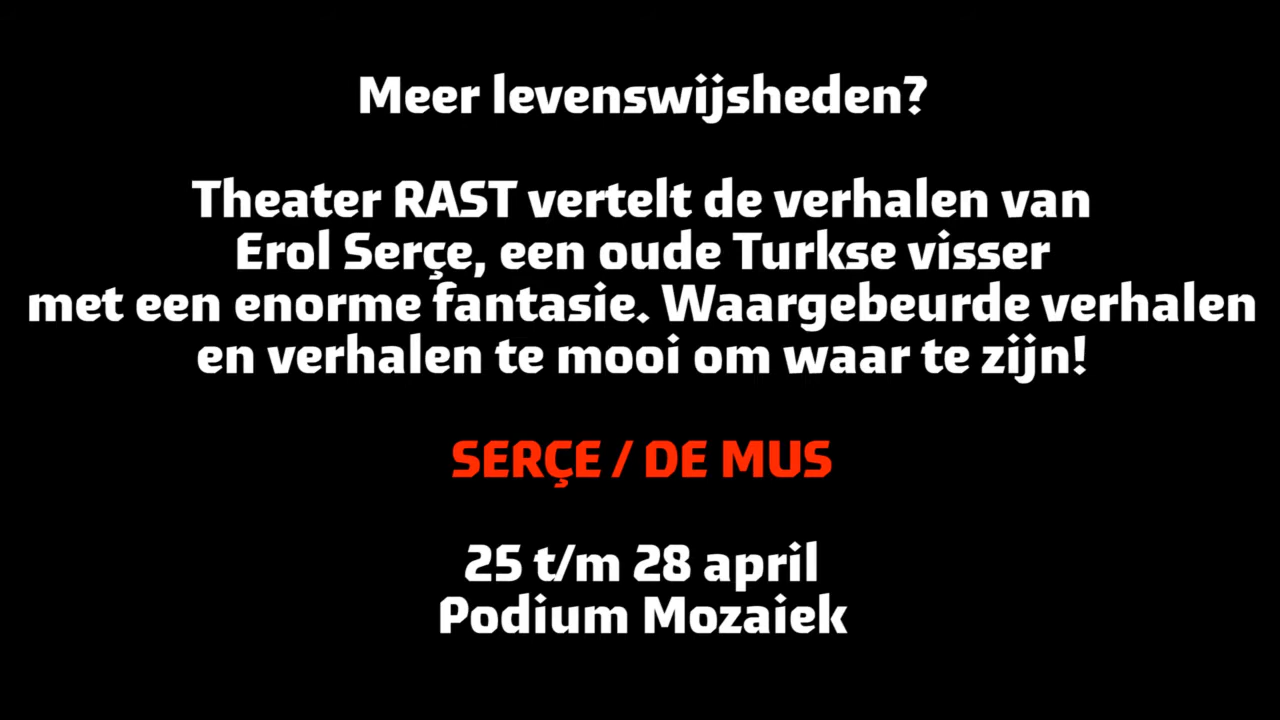 Meer levenswijsheden?
Theater RAST vertelt de verhalen van
Erol Serçe, een oude Turkse visser
met een enorme fantasie. Waargebeurde verhalen
en verhalen te mooi om waar te zijn!
SERÇE / DE MUS
25 t/m 28 april
Podium Mozaiek